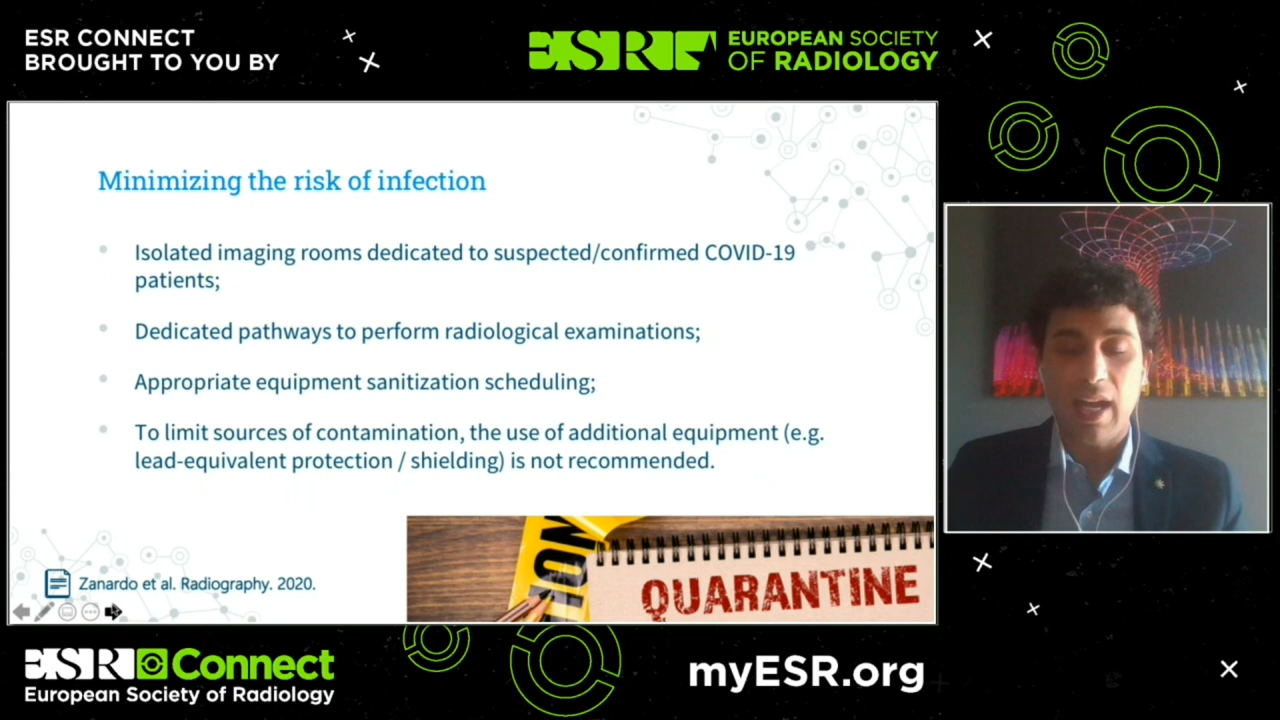 ESR CONNECT
BROUGHT TO YOU BY
ESR
EUROPEAN SOCIETY
OF RADIOLOGY
Minimizing the risk of infection
Isolated imaging rooms dedicated to suspected/confirmed COVID-19
patients;
Dedicated pathways to perform radiological examinations;
Appropriate equipment sanitization scheduling;
To limit sources of contamination, the use of additional equipment (e.g.
lead-equivalent protection / shielding) is not recommended.
QUARANTINE
Zanardo et al. Radiography. 2020.
ESR Connect
European Society of Radiology
myESR.org